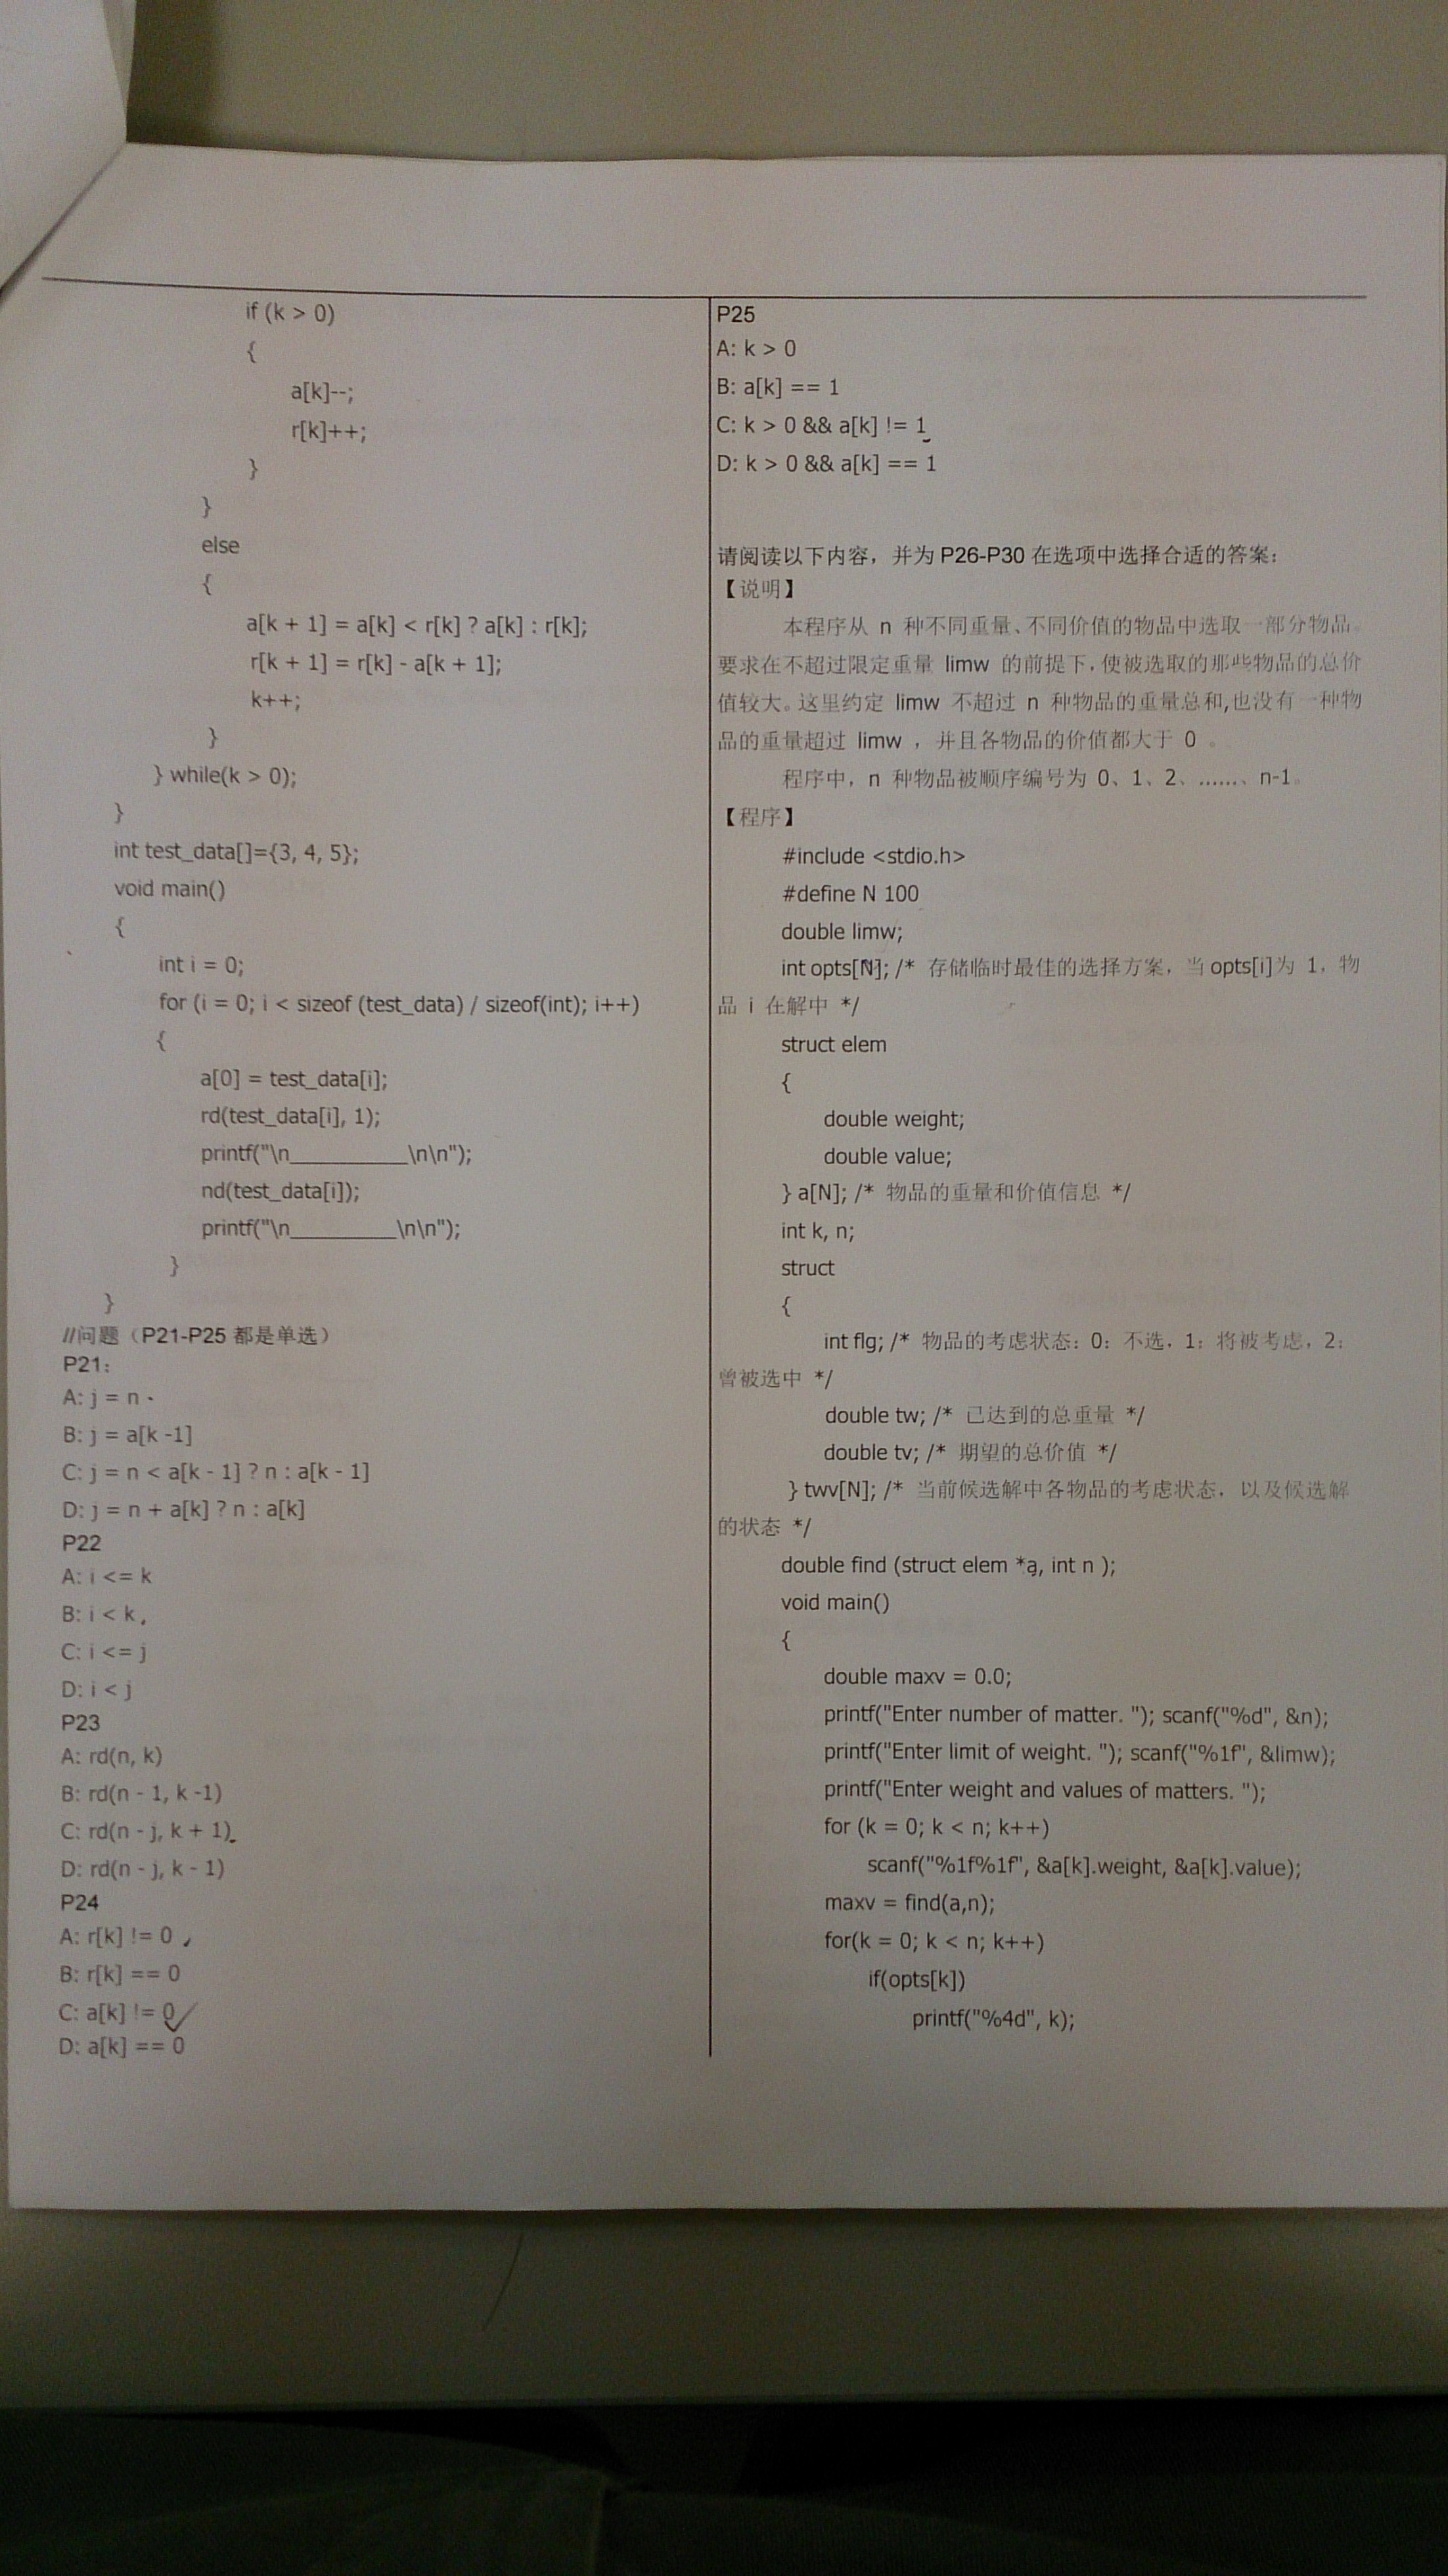 if (k > 0)
{
a[k]--;
r[k]++;
}
}
else
{
a[k + 1] = a[k] < r[k] ? a[k] : r[k];
r[k + 1] = r[k] - a[k + 1];
k++;
}
} while(k > 0);
}
int test_data[]={3, 4, 5};
void main()
{
int i = 0;
for (i = 0; i < sizeof (test_data) / sizeof(int); i++)
{
a[0] = test_data[i];
rd(test_data[i], 1);
printf("\n__________\n\n");
nd(test_data[i]);
printf("\n_________\n\n");
}
}
//问题（P21-P25 都是单选）
P21:
A: j = n
B: j = a[k -1]
C: j = n < a[k - 1] ? n : a[k - 1]
D: j = n + a[k] ? n : a[k]
P22
A: i <= k
B: i < k
C: i <= j
D: i < j
P23
A: rd(n, k)
B: rd(n - 1, k -1)
C: rd(n - j, k + 1)
D: rd(n - j, k - 1)
P24
A: r[k] != 0
B: r[k] == 0
C: a[k] != 0
D: a[k] == 0
P25
A: k > 0
B: a[k] == 1
C: k > 0 && a[k] != 1
D: k > 0 && a[k] == 1
请阅读以下内容，并为 P26-P30 在选项中选择合适的答案：
【说明】
本程序从 n 种不同重量、不同价值的物品中选取一部分物品。
要求在不超过限定重量 limw 的前提下，使被选取的那些物品的总价
值较大。这里约定 limw 不超过 n 种物品的重量总和,也没有一种物
品的重量超过 limw ，并且各物品的价值都大于 0 。
程序中，n 种物品被顺序编号为 0、1、2、……、n-1。
【程序】
#include <stdio.h>
#define N 100
double limw;
int opts[N]; /* 存储临时最佳的选择方案，当 opts[i]为 1，物
品 i 在解中 */
struct elem
{
double weight;
double value;
} a[N]; /* 物品的重量和价值信息 */
int k, n;
struct
{
int flg; /* 物品的考虑状态：0：不选，1：将被考虑，2：
曾被选中 */
double tw; /* 已达到的总重量 */
double tv; /* 期望的总价值 */
} twv[N]; /* 当前候选解中各物品的考虑状态，以及候选解
的状态 */
double find (struct elem *a, int n );
void main()
{
double maxv = 0.0;
printf("Enter number of matter. "); scanf("%d", &n);
printf("Enter limit of weight. "); scanf("%1f", &limw);
printf("Enter weight and values of matters. ");
for (k = 0; k < n; k++)
scanf("%1f%1f", &a[k].weight, &a[k].value);
maxv = find(a,n);
for(k = 0; k < n; k++)
if(opts[k])
printf("%4d", k);